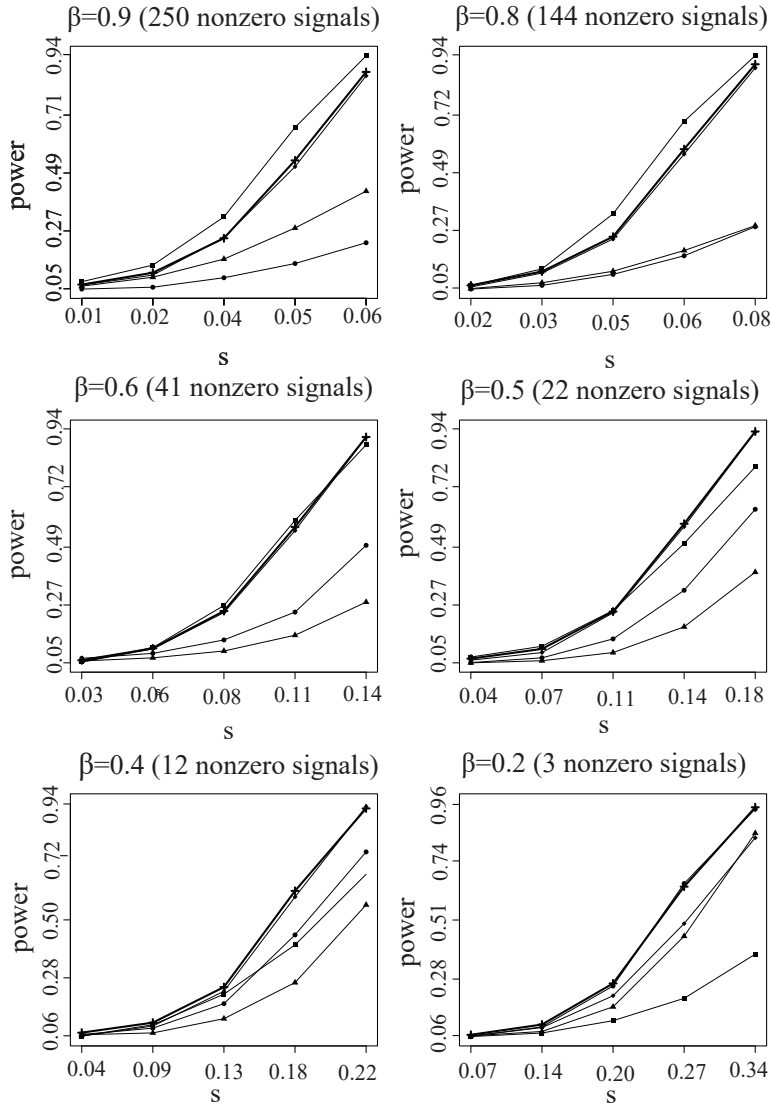 β=0.9 (250 nonzero signals)
power
0.94
0.71
0.49
0.27
0.05
0.01 0.02 0.04 0.05 0.06
s
β=0.8 (144 nonzero signals)
power
0.94
0.72
0.49
0.27
0.05
0.02 0.03 0.05 0.06 0.08
s
β=0.6 (41 nonzero signals)
power
0.94
0.72
0.49
0.27
0.05
0.03 0.06 0.08 0.11 0.14
s
β=0.5 (22 nonzero signals)
power
0.94
0.72
0.49
0.27
0.05
0.04 0.07 0.11 0.14 0.18
s
β=0.4 (12 nonzero signals)
power
0.94
0.72
0.50
0.28
0.06
0.04 0.09 0.13 0.18 0.22
s
β=0.2 (3 nonzero signals)
power
0.96
0.74
0.51
0.28
0.06
0.07 0.14 0.20 0.27 0.34
s